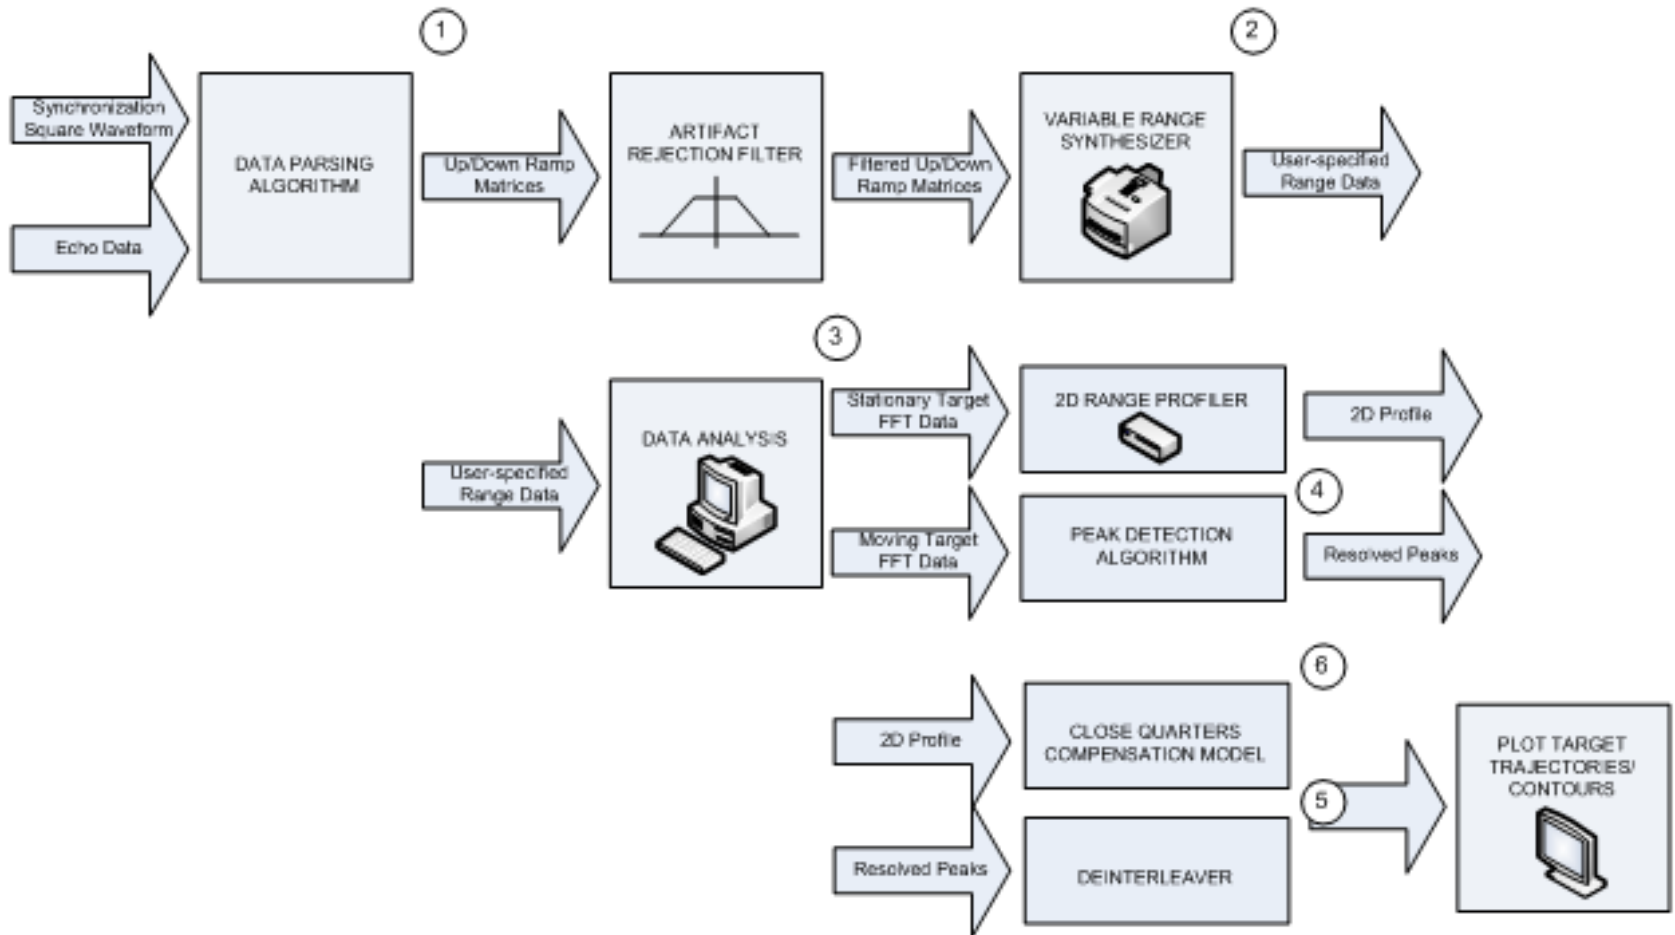 1
2
Synchronization
Square Waveform
Echo Data
DATA PARSING
ALGORITHM
Up/Down Ramp
Matrices
ARTIFACT
REJECTION FILTER
Filtered Up/Down
Ramp Matrices
VARIABLE RANGE
SYNTHESIZER
User-specified
Range Data
3
User-specified
Range Data
DATA ANALYSIS
Stationary Target
FFT Data
2D RANGE PROFILER
2D Profile
4
Moving Target
FFT Data
PEAK DETECTION
ALGORITHM
Resolved Peaks
6
2D Profile
CLOSE QUARTERS
COMPENSATION MODEL
5
Resolved Peaks
DEINTERLEAVER
PLOT TARGET
TRAJECTORIES/
CONTOURS